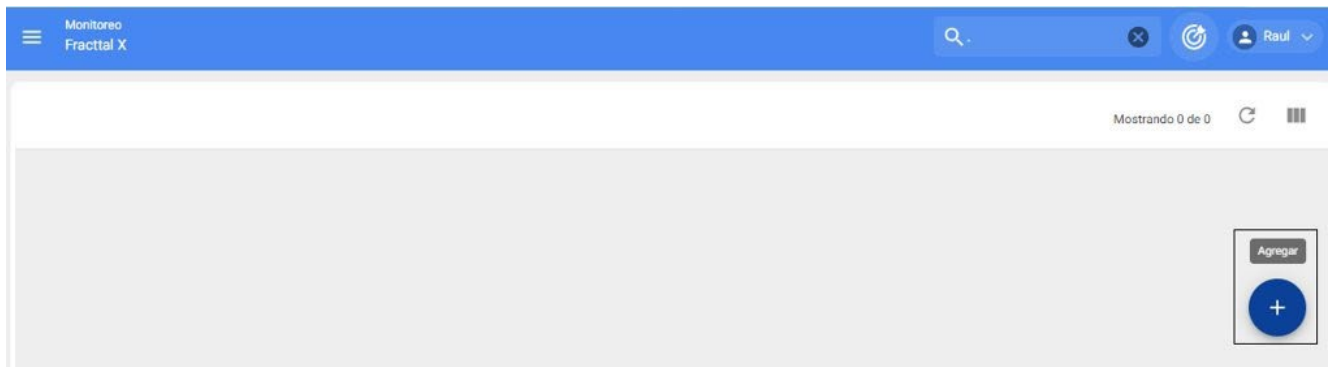 Monitoreo
Fracttal X
.
Raul
Mostrando 0 de 0
Agregar